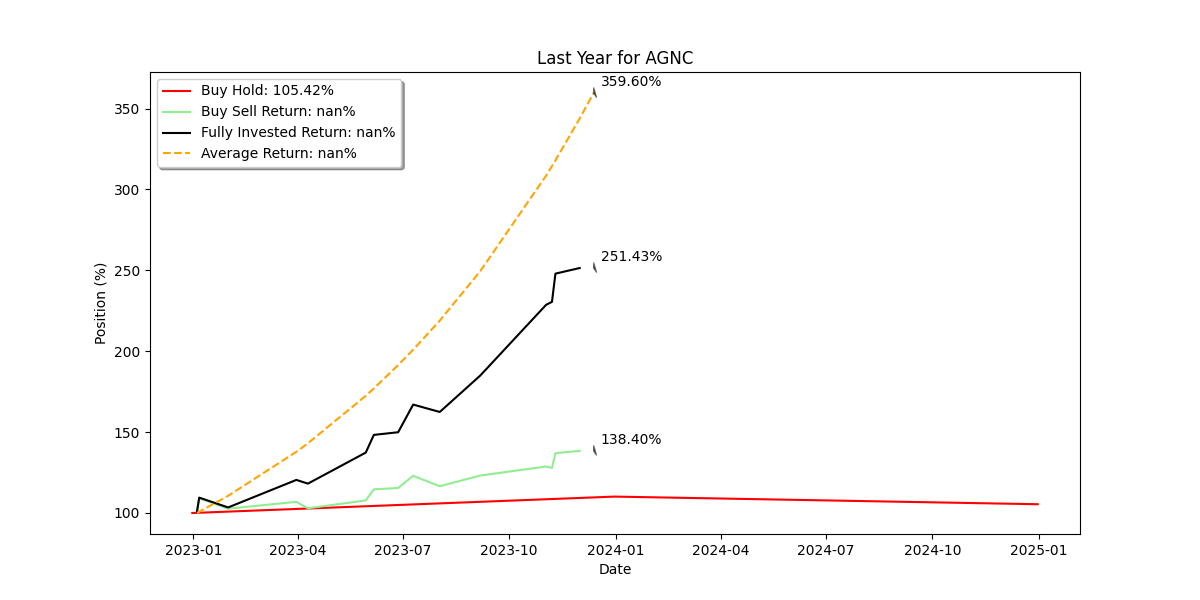 Last Year for AGNC
Buy Hold: 105.42%
Buy Sell Return: nan%
Fully Invested Return: nan%
Average Return: nan%
359.60%
251.43%
138.40%
Position (%)
350
300
250
200
150
100
2023-01
2023-04
2023-07
2023-10
2024-01
2024-04
2024-07
2024-10
2025-01
Date